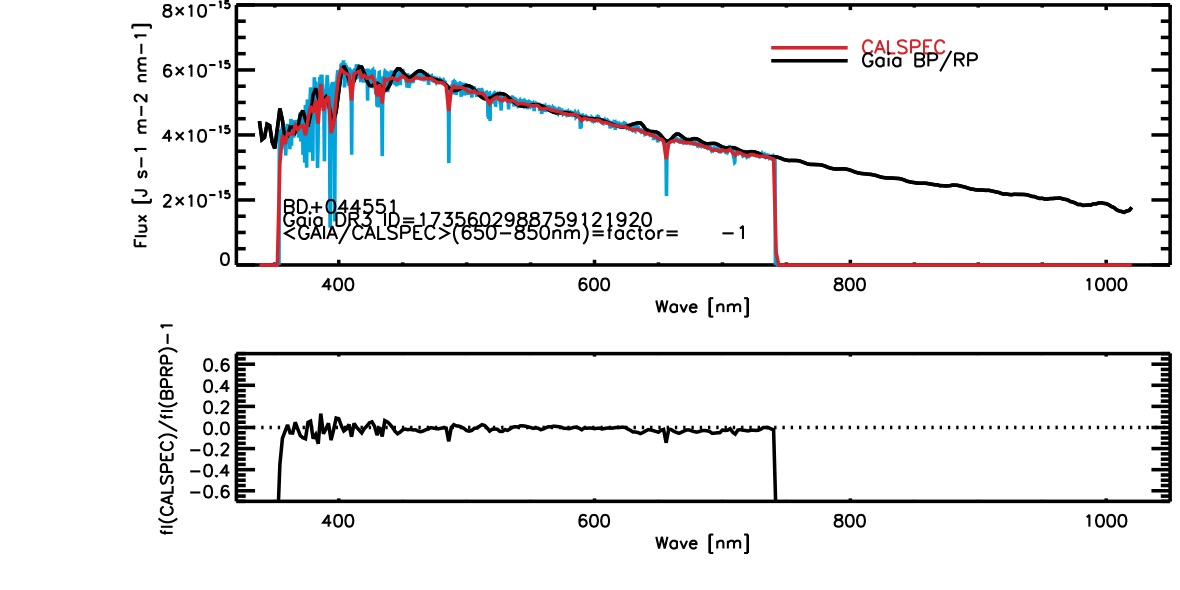 8×10⁻¹⁵
6×10⁻¹⁵
4×10⁻¹⁵
2×10⁻¹⁵
0
Flux [J s−1 m−2 nm−1]
CALSPEC
Gaia BP/RP
BD+044551
Gaia DR3 ID=1735602988759121920
<GAIA/CALSPEC>(650−850nm)=factor= −1
400 600 800 1000
Wave [nm]
fl(CALSPEC)/fl(BPRP)−1
0.6
0.4
0.2
0.0
−0.2
−0.4
−0.6
400 600 800 1000
Wave [nm]